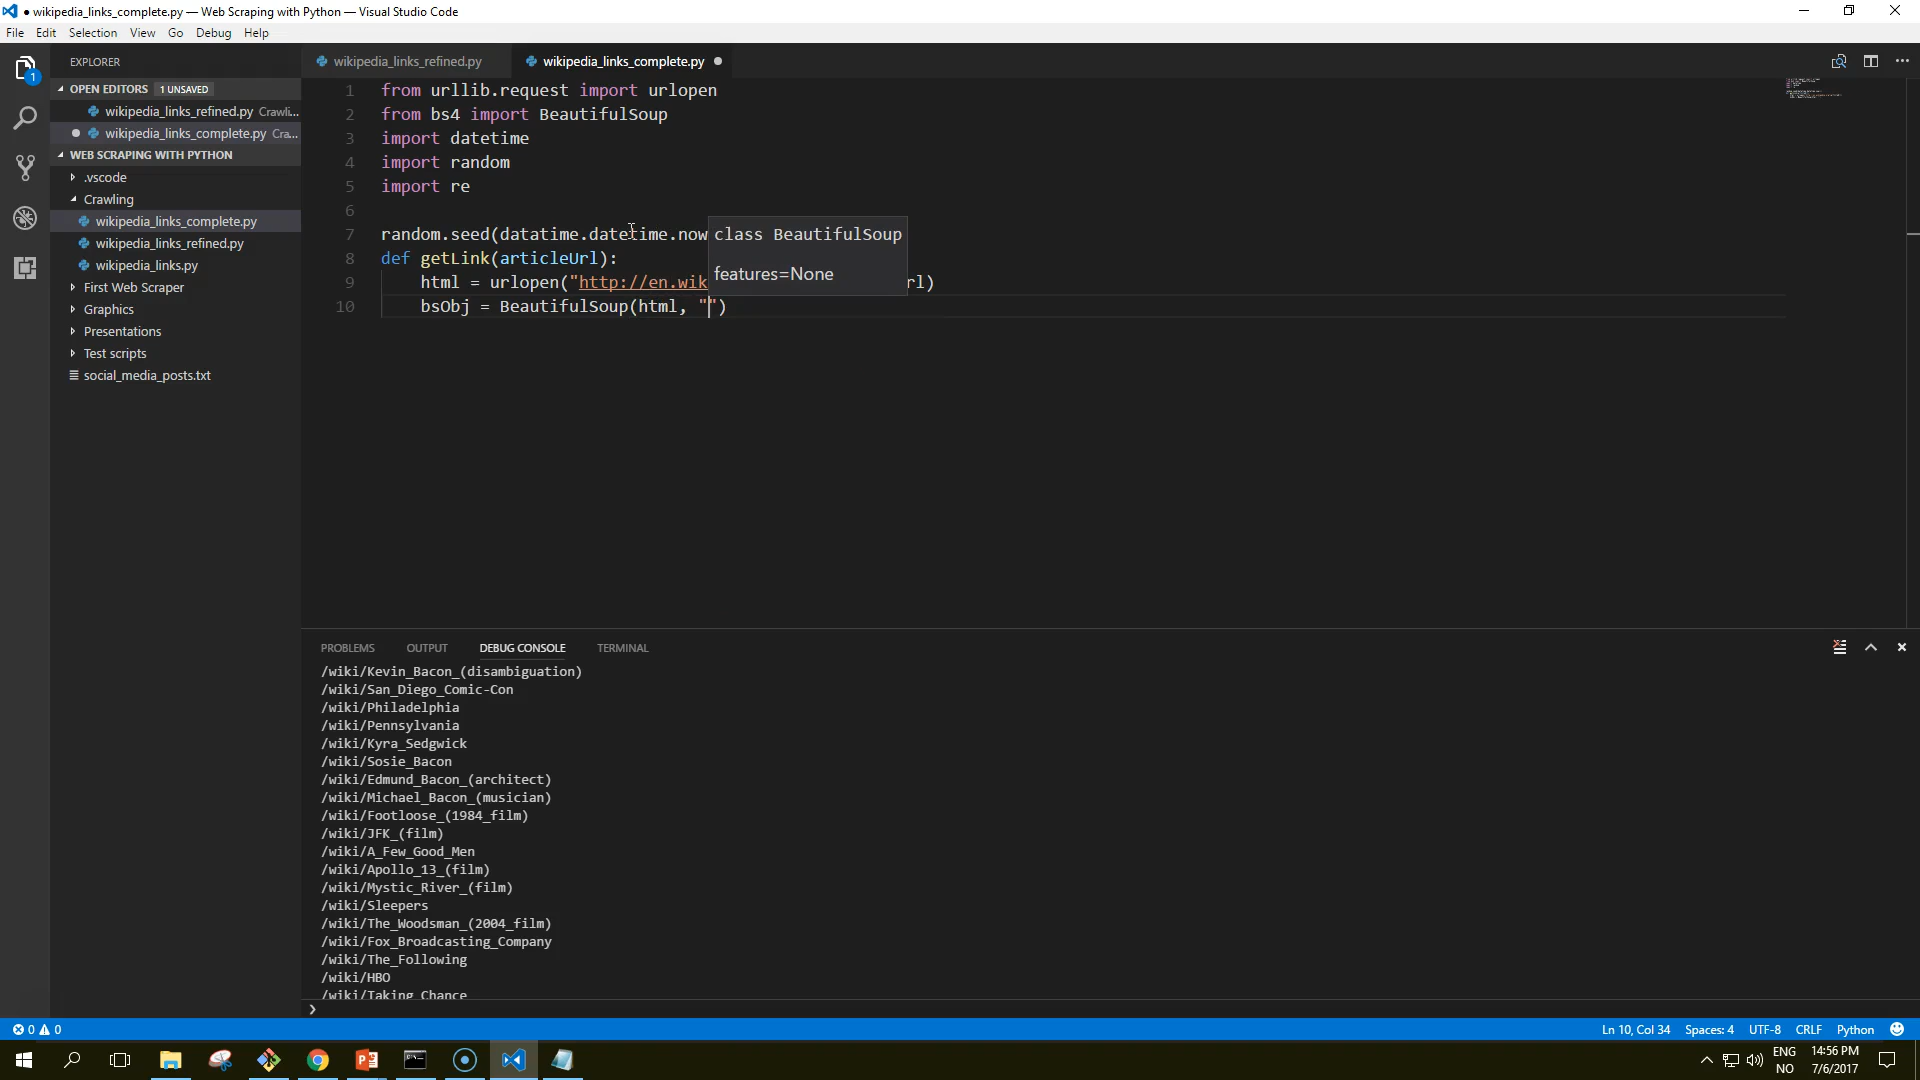 ● wikipedia_links_complete.py — Web Scraping with Python — Visual Studio Code
File Edit Selection View Go Debug Help
EXPLORER
1
OPEN EDITORS 1 UNSAVED
wikipedia_links_refined.py Crawli...
wikipedia_links_complete.py Cra...
WEB SCRAPING WITH PYTHON
.vscode
Crawling
wikipedia_links_complete.py
wikipedia_links_refined.py
wikipedia_links.py
First Web Scraper
Graphics
Presentations
Test scripts
social_media_posts.txt
wikipedia_links_refined.py wikipedia_links_complete.py
1 from urllib.request import urlopen
2 from bs4 import BeautifulSoup
3 import datetime
4 import random
5 import re
6
7 random.seed(datatime.datetime.now
8 def getLink(articleUrl):
9 html = urlopen("http://en.wik rl)
10 bsObj = BeautifulSoup(html, "")
class BeautifulSoup
features=None
PROBLEMS OUTPUT DEBUG CONSOLE TERMINAL
/wiki/Kevin_Bacon_(disambiguation)
/wiki/San_Diego_Comic-Con
/wiki/Philadelphia
/wiki/Pennsylvania
/wiki/Kyra_Sedgwick
/wiki/Sosie_Bacon
/wiki/Edmund_Bacon_(architect)
/wiki/Michael_Bacon_(musician)
/wiki/Footloose_(1984_film)
/wiki/JFK_(film)
/wiki/A_Few_Good_Men
/wiki/Apollo_13_(film)
/wiki/Mystic_River_(film)
/wiki/Sleepers
/wiki/The_Woodsman_(2004_film)
/wiki/Fox_Broadcasting_Company
/wiki/The_Following
/wiki/HBO
/wiki/Taking_Chance
0 0 Ln 10, Col 34 Spaces: 4 UTF-8 CRLF Python
ENG 14:56 PM
NO 7/6/2017